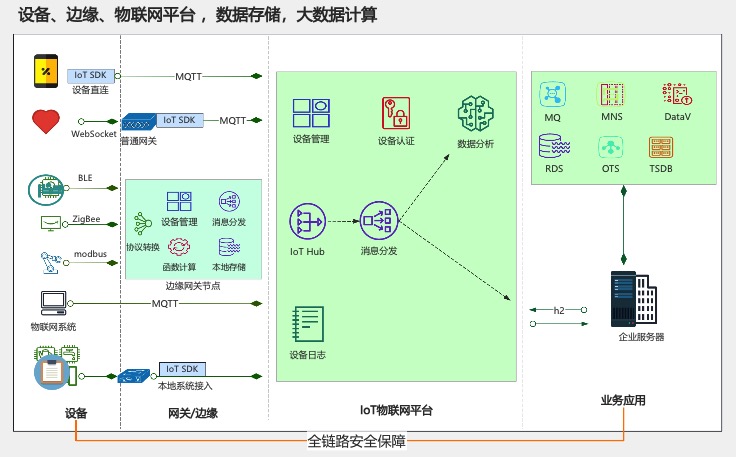 设备、边缘、物联网平台，数据存储，大数据计算
IoT SDK
设备直连
MQTT
WebSocket
普通网关
IoT SDK
MQTT
BLE
ZigBee
modbus
协议转换
设备管理
消息分发
函数计算
本地存储
边缘网关节点
物联网系统
MQTT
IoT SDK
本地系统接入
设备管理
设备认证
数据分析
IoT Hub
消息分发
设备日志
MQ
MNS
DataV
RDS
OTS
TSDB
h2
企业服务器
设备
网关/边缘
IoT物联网平台
业务应用
全链路安全保障